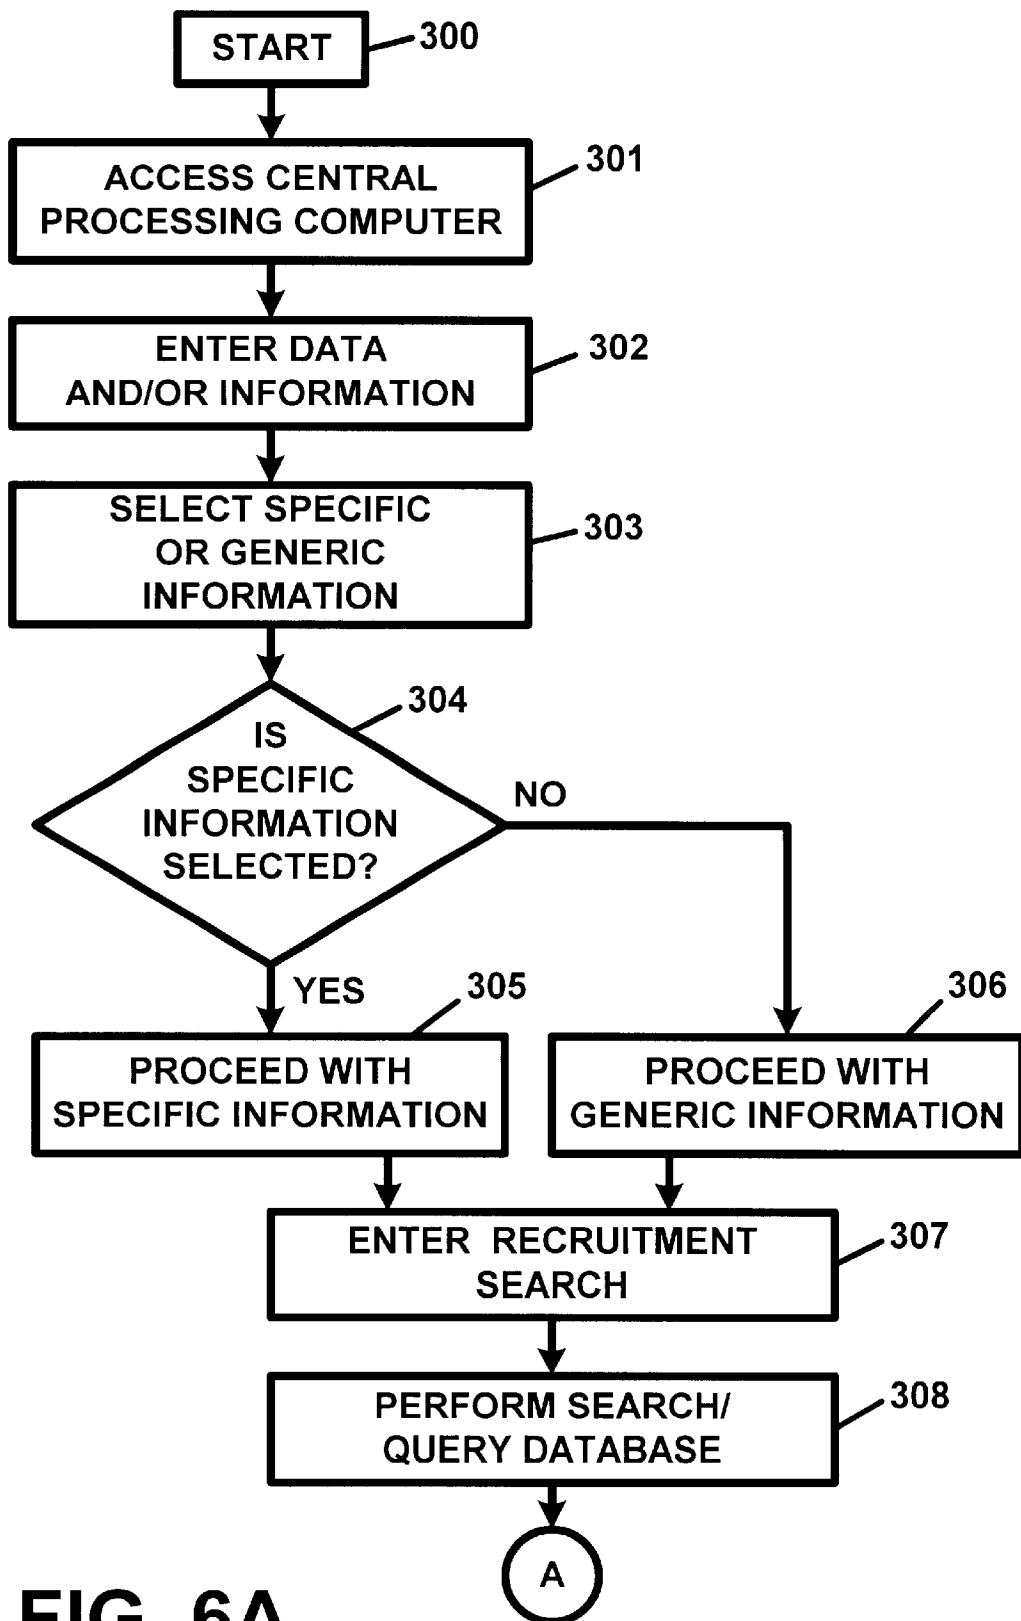 START
300
ACCESS CENTRAL
PROCESSING COMPUTER
301
ENTER DATA
AND/OR INFORMATION
302
SELECT SPECIFIC
OR GENERIC
INFORMATION
303
304
IS
SPECIFIC
INFORMATION
SELECTED?
NO
YES
305
306
PROCEED WITH
SPECIFIC INFORMATION
PROCEED WITH
GENERIC INFORMATION
ENTER RECRUITMENT
SEARCH
307
PERFORM SEARCH/
QUERY DATABASE
308
A
FIG. 6A